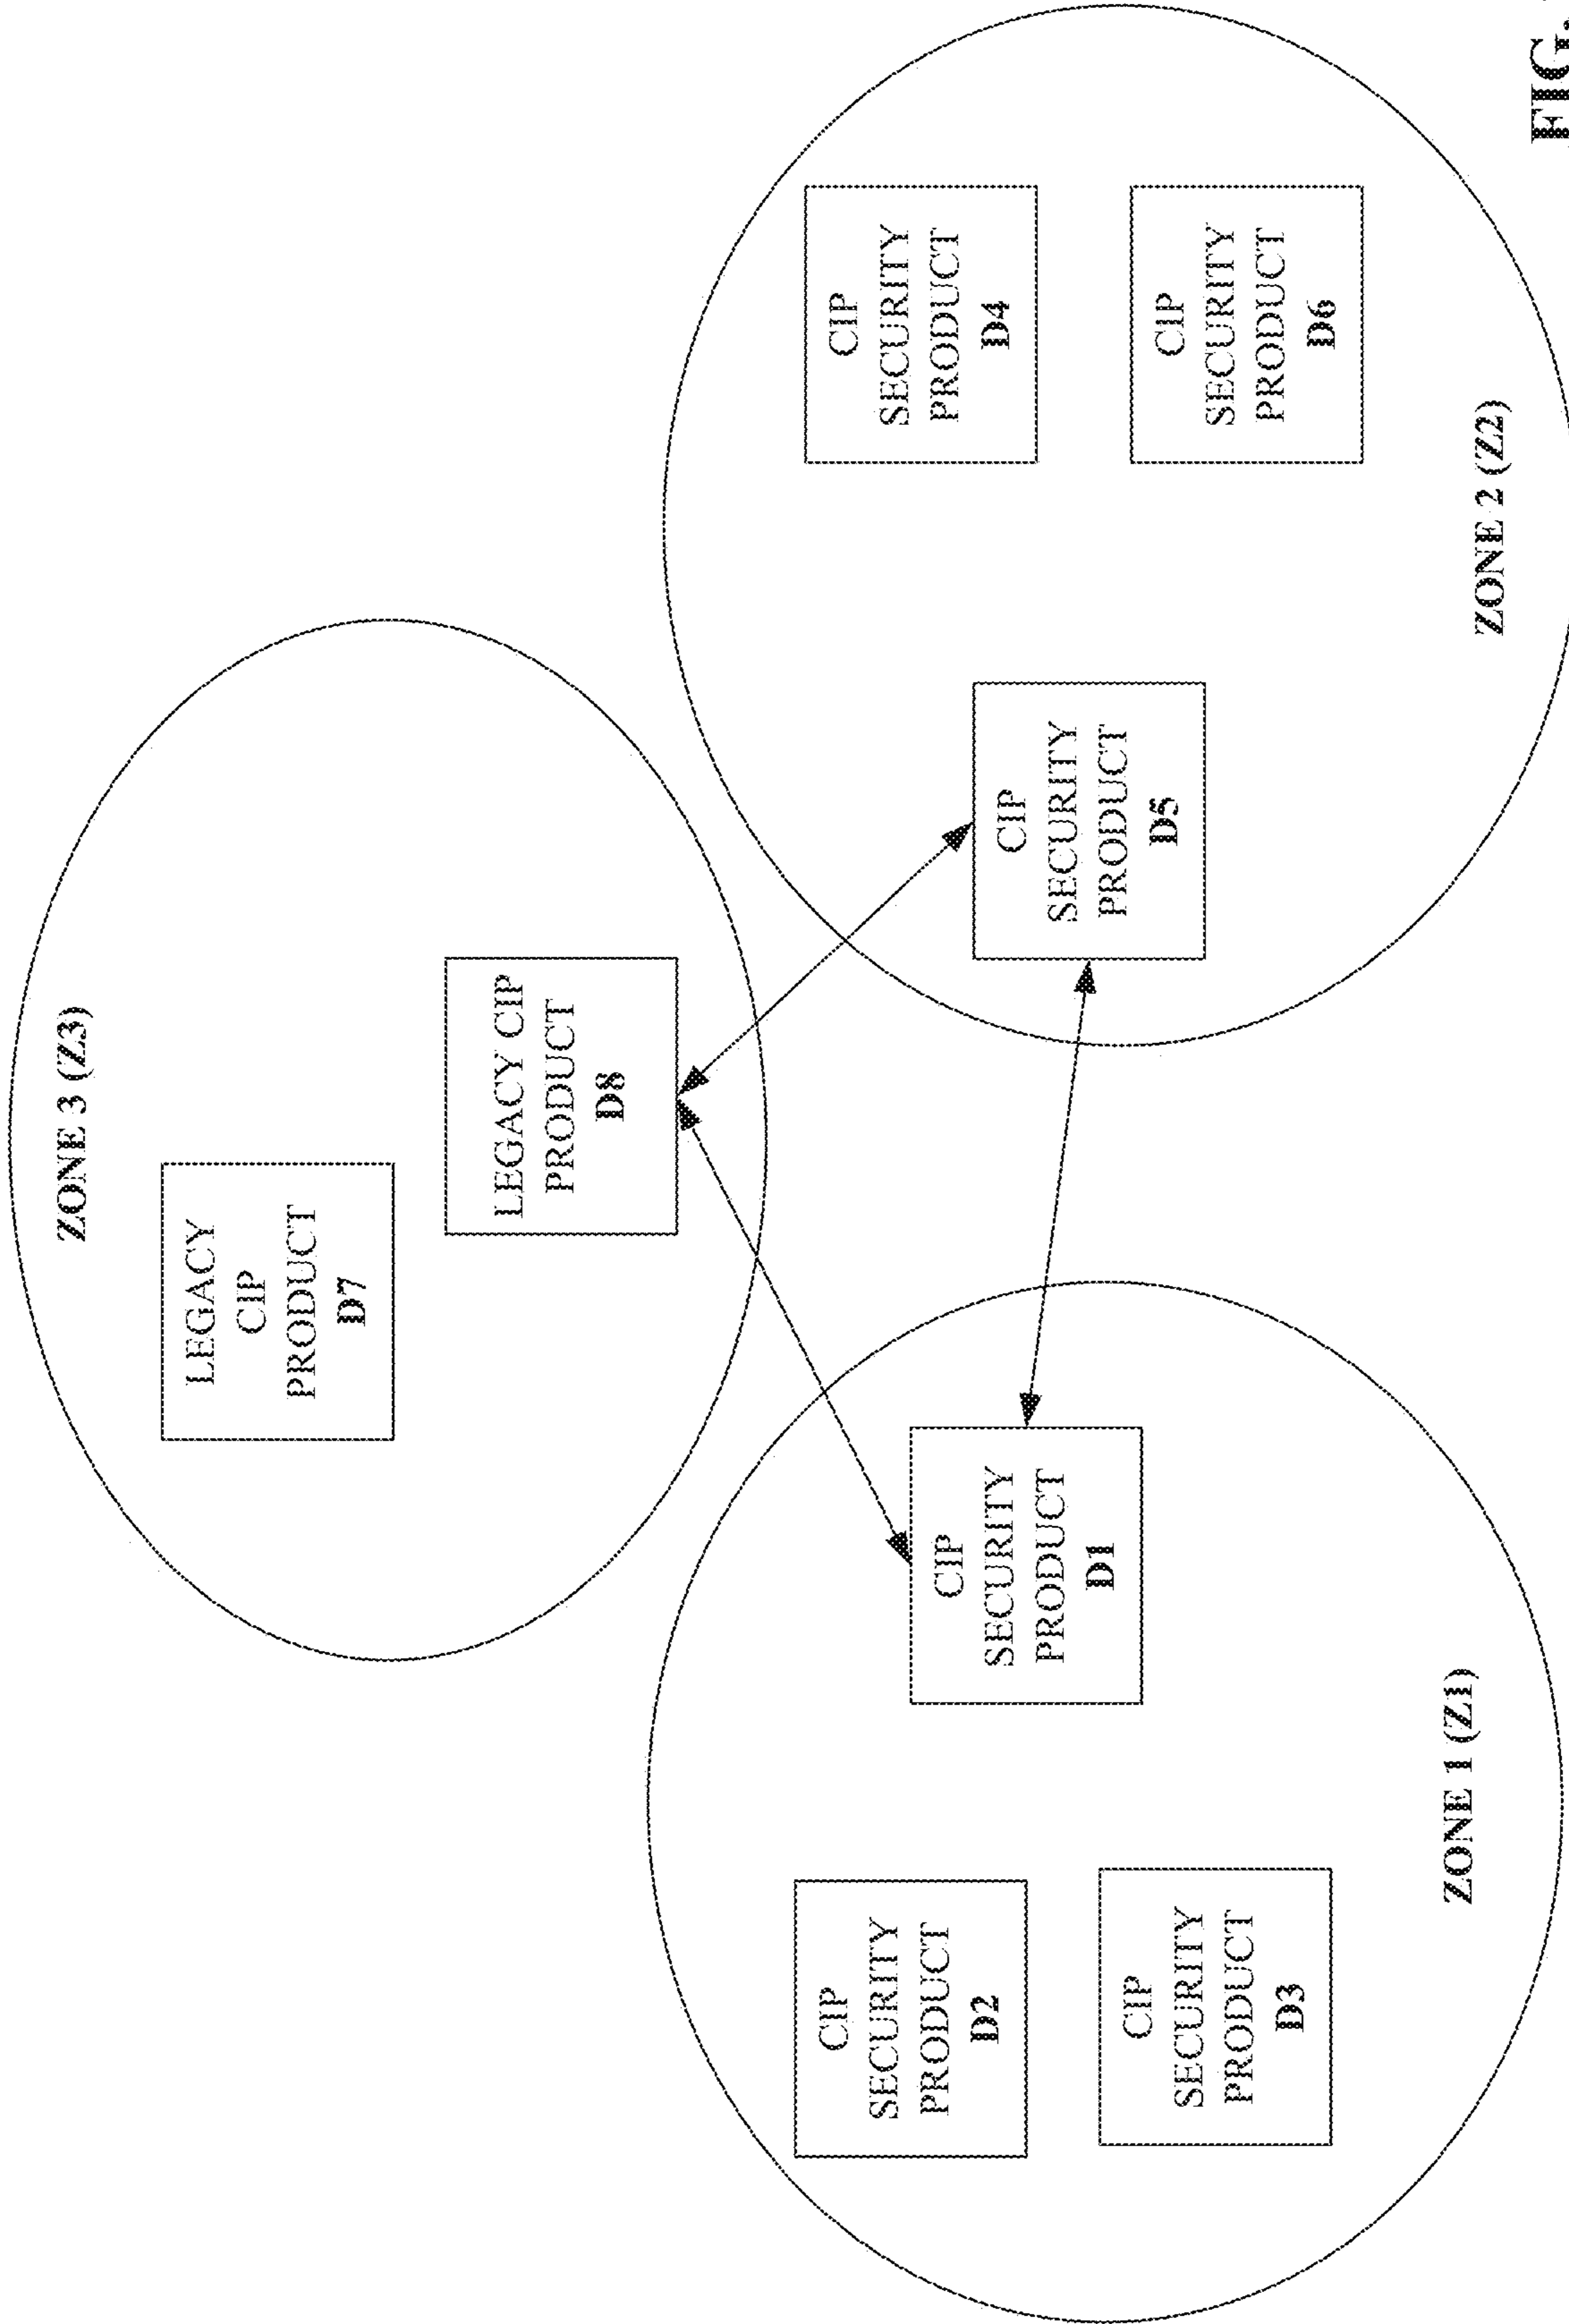 ZONE 3 (Z3)
LEGACY
CIP
PRODUCT
D7
LEGACY CIP
PRODUCT
D8
CIP
SECURITY
PRODUCT
D2
CIP
SECURITY
PRODUCT
D3
CIP
SECURITY
PRODUCT
D1
ZONE 1 (Z1)
CIP
SECURITY
PRODUCT
D5
CIP
SECURITY
PRODUCT
D4
CIP
SECURITY
PRODUCT
D6
ZONE 2 (Z2)
FIG.